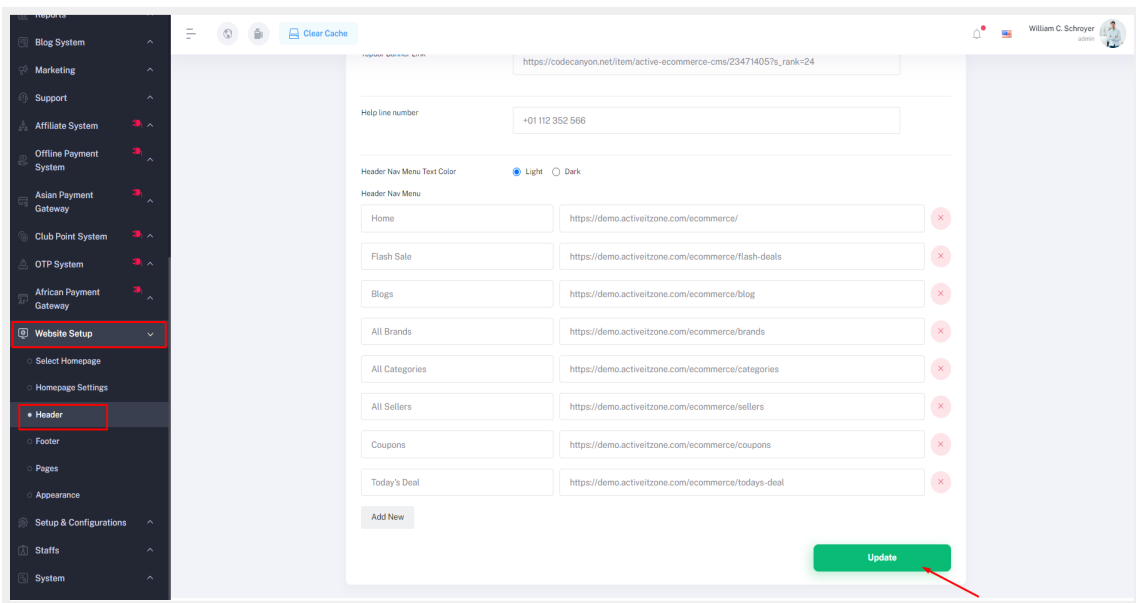 Reports
Blog System
Marketing
Support
Affiliate System
Offline Payment
System
Asian Payment
Gateway
Club Point System
OTP System
African Payment
Gateway
Website Setup
Select Homepage
Homepage Settings
Header
Footer
Pages
Appearance
Setup & Configurations
Staffs
System
Clear Cache
William C. Schroyer
admin
Topbar Banner Link
https://codecanyon.net/item/active-ecommerce-cms/23471405?s_rank=24
Help line number
+01 112 352 566
Header Nav Menu Text Color
Light
Dark
Header Nav Menu
Home
https://demo.activeitzone.com/ecommerce/
Flash Sale
https://demo.activeitzone.com/ecommerce/flash-deals
Blogs
https://demo.activeitzone.com/ecommerce/blog
All Brands
https://demo.activeitzone.com/ecommerce/brands
All Categories
https://demo.activeitzone.com/ecommerce/categories
All Sellers
https://demo.activeitzone.com/ecommerce/sellers
Coupons
https://demo.activeitzone.com/ecommerce/coupons
Today's Deal
https://demo.activeitzone.com/ecommerce/todays-deal
Add New
Update